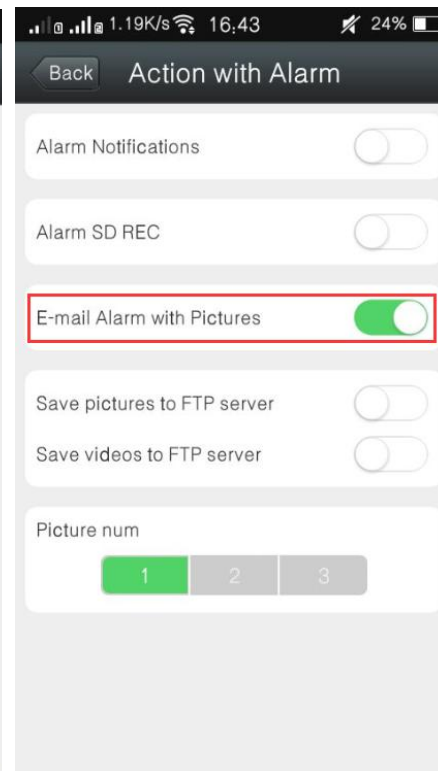 1.19K/s 16:43 24%
Back Action with Alarm
Alarm Notifications
Alarm SD REC
E-mail Alarm with Pictures
Save pictures to FTP server
Save videos to FTP server
Picture num
1 2 3